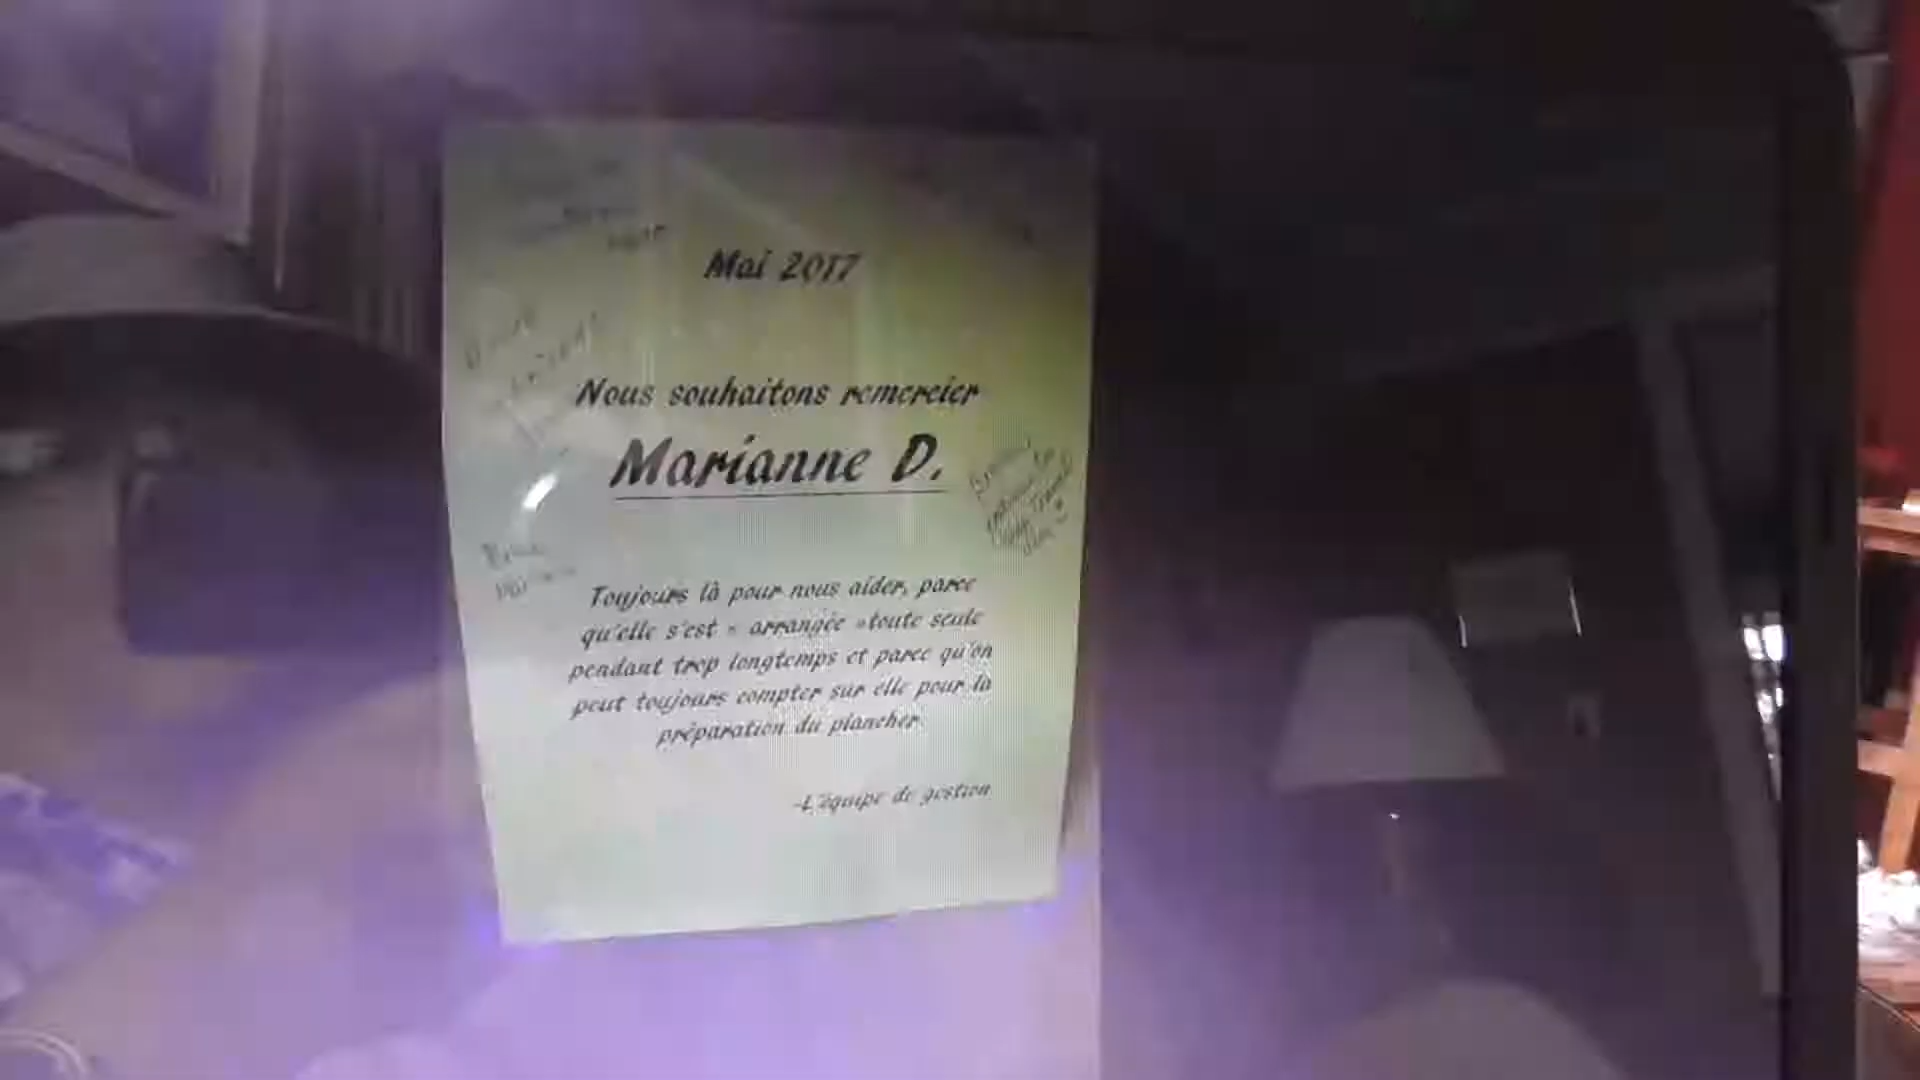 Mai 2017
Nous souhaitons remercier
Marianne D.
Toujours là pour nous aider, parce
qu'elle s'est « arrangée » toute seule
pendant trop longtemps et parce qu'on
peut toujours compter sur elle pour la
préparation du plancher.
-L'équipe de gestion
Bravo